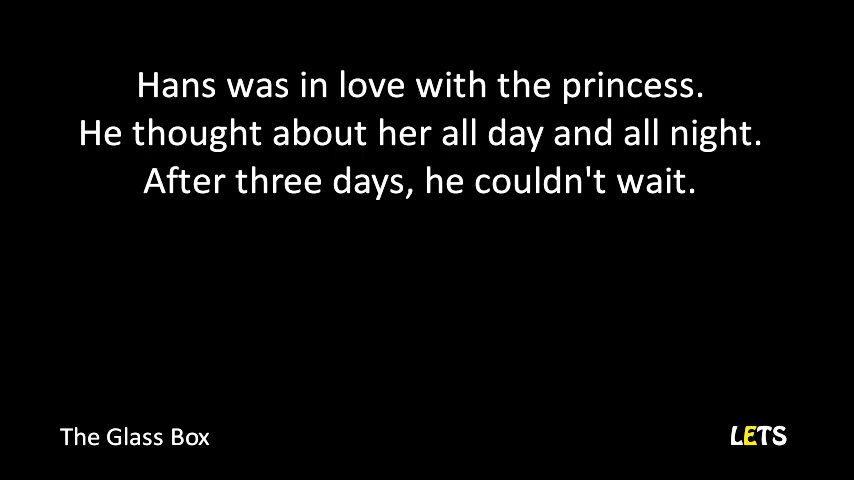 Hans was in love with the princess.
He thought about her all day and all night.
After three days, he couldn't wait.
The Glass Box
LETS